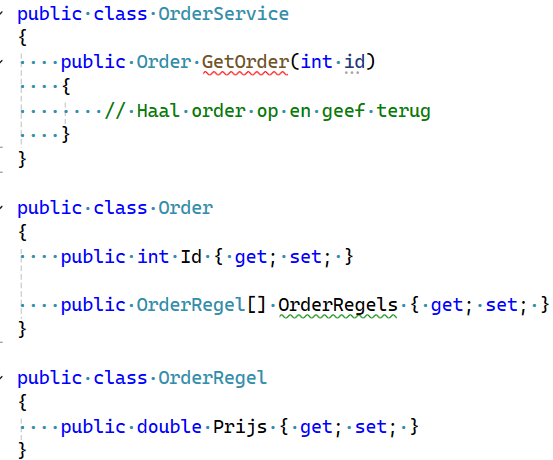 public class OrderService
{
    public Order GetOrder(int id)
    {
        // Haal order op en geef terug
    }
}

public class Order
{
    public int Id { get; set; }

    public OrderRegel[] OrderRegels { get; set; }
}

public class OrderRegel
{
    public double Prijs { get; set; }
}